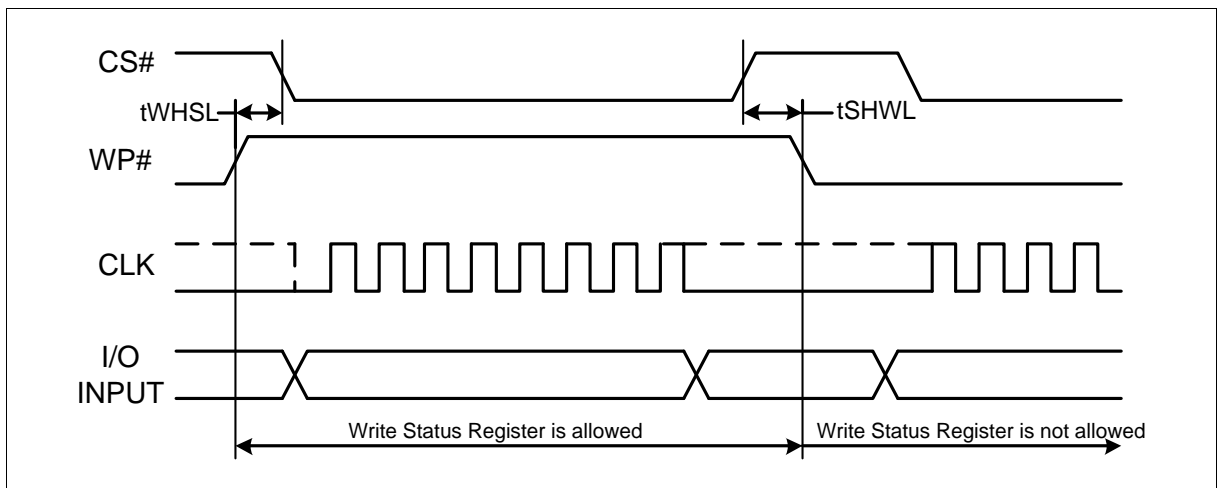 CS#
tWHSL
tSHWL
WP#
CLK
I/O
INPUT
Write Status Register is allowed
Write Status Register is not allowed